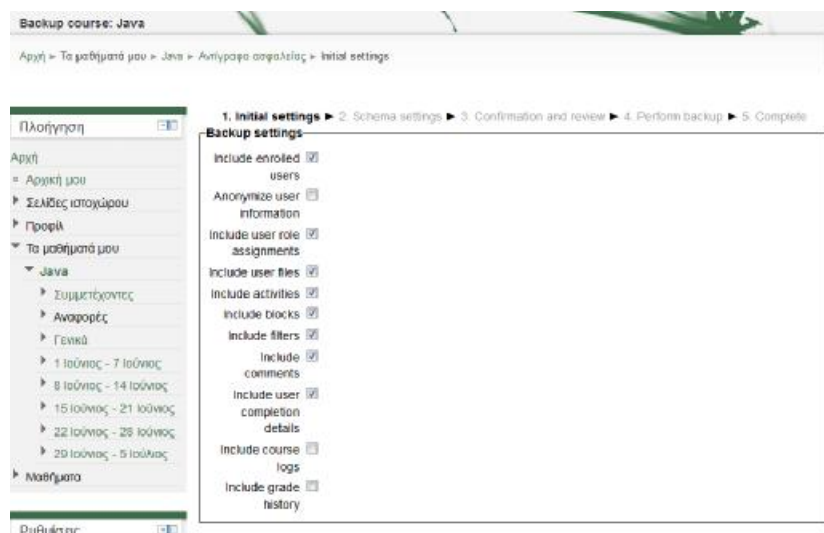 Backup course: Java
Αρχή ► Τα μαθήματά μου ► Java ► Αντίγραφα ασφαλείας ► Initial settings
Πλοήγηση
Αρχή
Αρχική μου
Σελίδες ιστοχώρου
Προφίλ
Τα μαθήματά μου
Java
Συμμετέχοντες
Αναφορές
Γενικά
1 Ιούνιος - 7 Ιούνιος
8 Ιούνιος - 14 Ιούνιος
15 Ιούνιος - 21 Ιούνιος
22 Ιούνιος - 28 Ιούνιος
29 Ιούνιος - 5 Ιούλιος
Μαθήματα
Ρυθμίσεις
1. Initial settings ► 2. Schema settings ► 3. Confirmation and review ► 4. Perform backup ► 5. Complete
Backup settings
Include enrolled
users
Anonymize user
information
Include user role
assignments
Include user files
Include activities
Include blocks
Include filters
Include
comments
Include user
completion
details
Include course
logs
Include grade
history